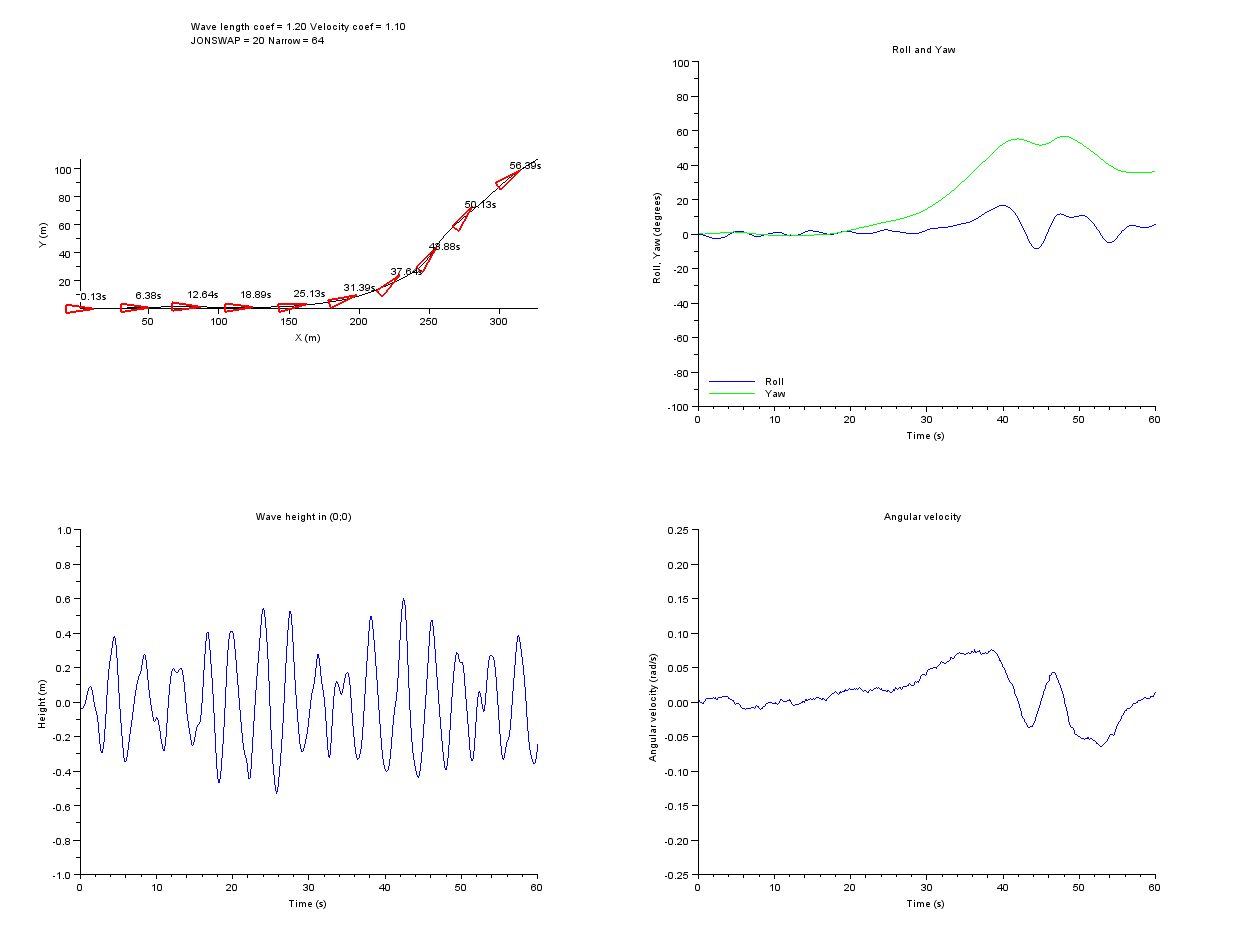 Wave length coef = 1.20 Velocity coef = 1.10
JONSWAP = 20 Narrow = 64
Y (m)
100
80
60
40
20
0.13s
6.38s
12.64s
18.89s
25.13s
31.39s
37.64s
43.88s
50.13s
56.39s
50
100
150
200
250
300
X (m)
Roll and Yaw
Roll, Yaw (degrees)
100
80
60
40
20
0
-20
-40
-60
-80
-100
Roll
Yaw
0
10
20
30
40
50
60
Time (s)
Wave height in (0;0)
Height (m)
1.0
0.8
0.6
0.4
0.2
0.0
-0.2
-0.4
-0.6
-0.8
-1.0
0
10
20
30
40
50
60
Time (s)
Angular velocity
Angular velocity (rad/s)
0.25
0.20
0.15
0.10
0.05
0.00
-0.05
-0.10
-0.15
-0.20
-0.25
0
10
20
30
40
50
60
Time (s)